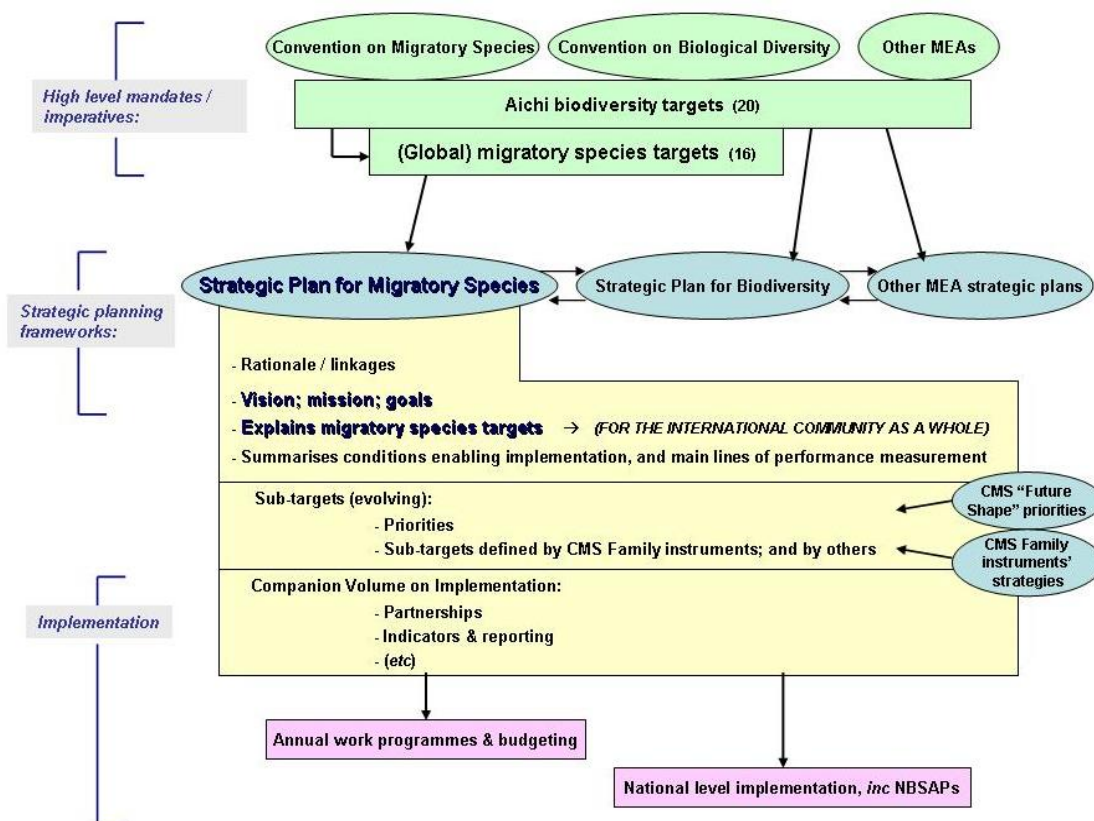 Convention on Migratory Species
Convention on Biological Diversity
Other MEAs
High level mandates /
imperatives:
Aichi biodiversity targets (20)
(Global) migratory species targets (16)
Strategic planning
frameworks:
Strategic Plan for Migratory Species
Strategic Plan for Biodiversity
Other MEA strategic plans
- Rationale / linkages
- Vision; mission; goals
- Explains migratory species targets → (FOR THE INTERNATIONAL COMMUNITY AS A WHOLE)
- Summarises conditions enabling implementation, and main lines of performance measurement
Sub-targets (evolving):
- Priorities
- Sub-targets defined by CMS Family instruments; and by others
CMS "Future
Shape" priorities
CMS Family
instruments'
strategies
Implementation
Companion Volume on Implementation:
- Partnerships
- Indicators & reporting
- (etc)
Annual work programmes & budgeting
National level implementation, inc NBSAPs